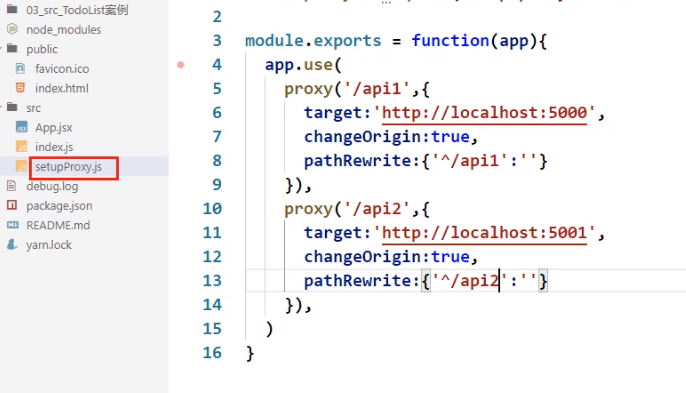 03_src_TodoList案例
node_modules
public
favicon.ico
index.html
src
App.jsx
index.js
setupProxy.js
debug.log
package.json
README.md
yarn.lock
2
3 module.exports = function(app){
4 app.use(
5 proxy('/api1',{
6 target:'http://localhost:5000',
7 changeOrigin:true,
8 pathRewrite:{'^/api1':''}
9 }),
10 proxy('/api2',{
11 target:'http://localhost:5001',
12 changeOrigin:true,
13 pathRewrite:{'^/api2':''}
14 }),
15 )
16 }